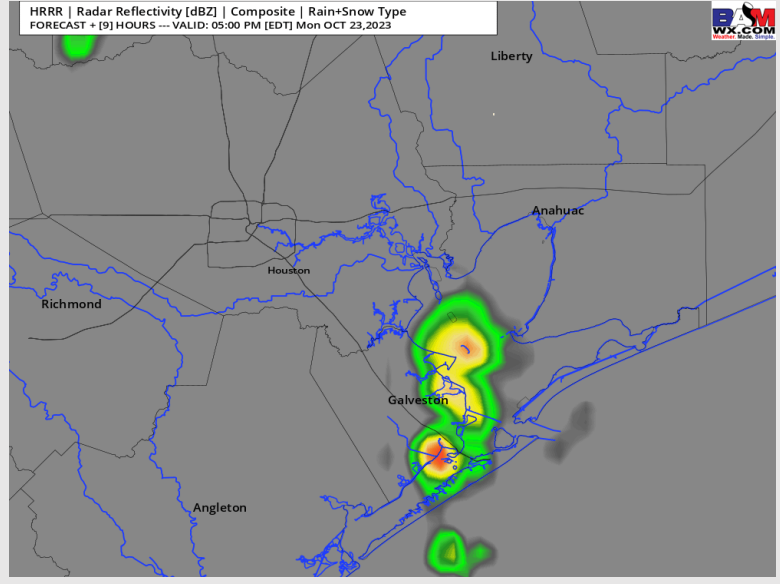 HRRR | Radar Reflectivity [dBZ] | Composite | Rain+Snow Type
FORECAST + [9] HOURS --- VALID: 05:00 PM [EDT] Mon OCT 23,2023
BAM
WX.COM
Weather. Made. Simple.
Liberty
Anahuac
Houston
Richmond
Galveston
Angleton